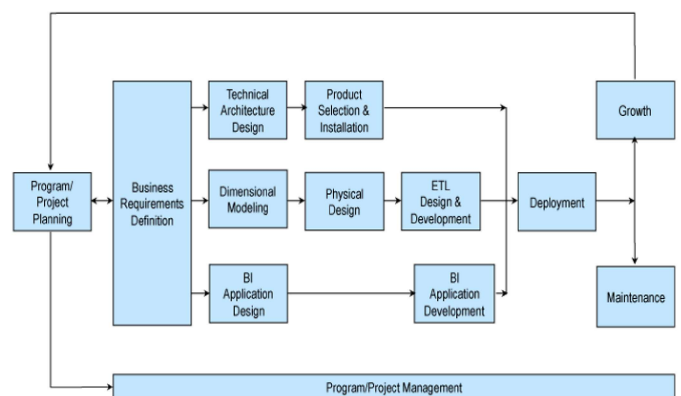 Technical
Architecture
Design
Product
Selection &
Installation
Growth
Program/
Project
Planning
Business
Requirements
Definition
Dimensional
Modeling
Physical
Design
ETL
Design &
Development
Deployment
BI
Application
Design
BI
Application
Development
Maintenance
Program/Project Management